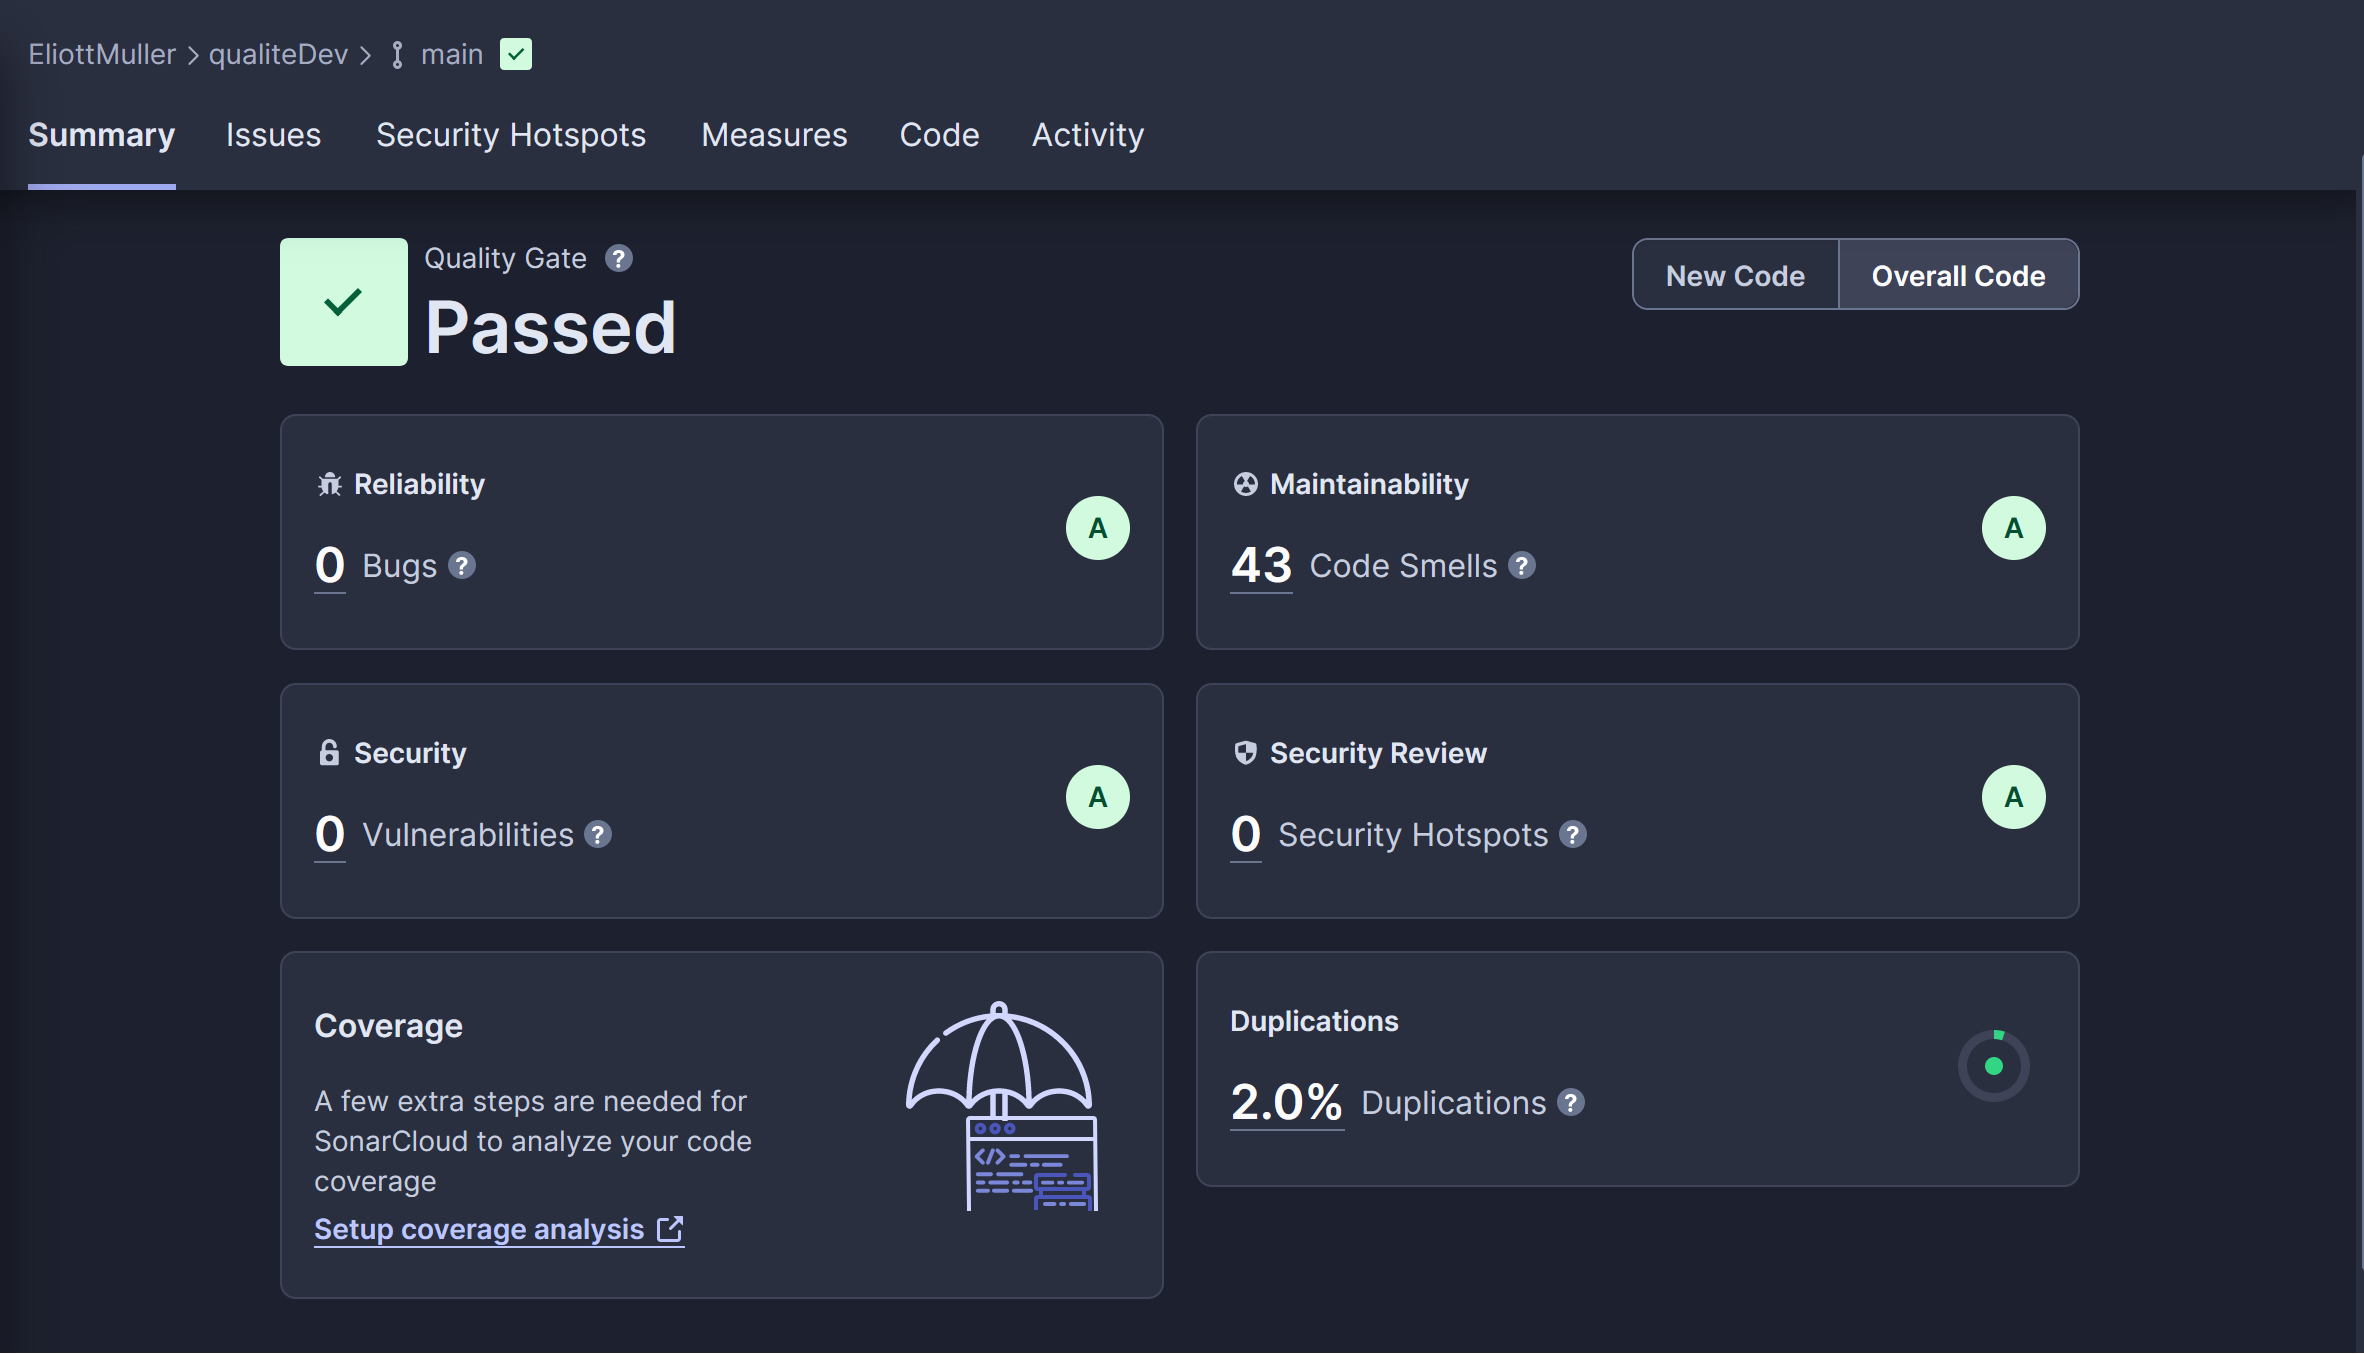 EliottMuller > qualiteDev > main
Summary Issues Security Hotspots Measures Code Activity
Quality Gate ?
Passed
New Code Overall Code
Reliability
0 Bugs ?
A
Maintainability
43 Code Smells ?
A
Security
0 Vulnerabilities ?
A
Security Review
0 Security Hotspots ?
A
Coverage
A few extra steps are needed for
SonarCloud to analyze your code
coverage
Setup coverage analysis
Duplications
2.0% Duplications ?